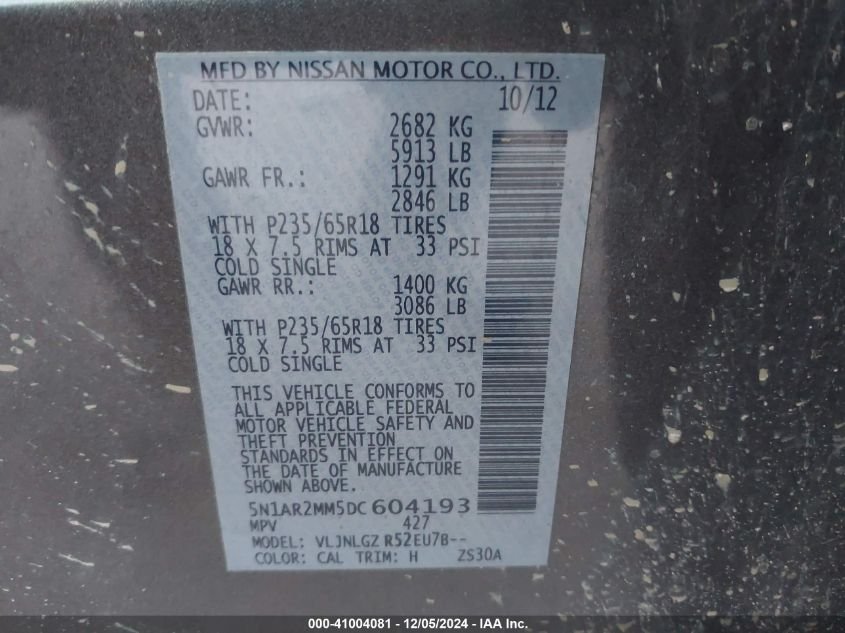 MFD BY NISSAN MOTOR CO., LTD.
DATE: 10/12
GVWR: 2682 KG
5913 LB
GAWR FR.: 1291 KG
2846 LB
WITH P235/65R18 TIRES
18 X 7.5 RIMS AT 33 PSI
COLD SINGLE
GAWR RR.: 1400 KG
3086 LB
WITH P235/65R18 TIRES
18 X 7.5 RIMS AT 33 PSI
COLD SINGLE
THIS VEHICLE CONFORMS TO
ALL APPLICABLE FEDERAL
MOTOR VEHICLE SAFETY AND
THEFT PREVENTION
STANDARDS IN EFFECT ON
THE DATE OF MANUFACTURE
SHOWN ABOVE.
5N1AR2MM5DC604193
MPV 427
MODEL: VLJNLGZ R52EU7B--
COLOR: CAL TRIM: H ZS30A
000-41004081 - 12/05/2024 - IAA Inc.